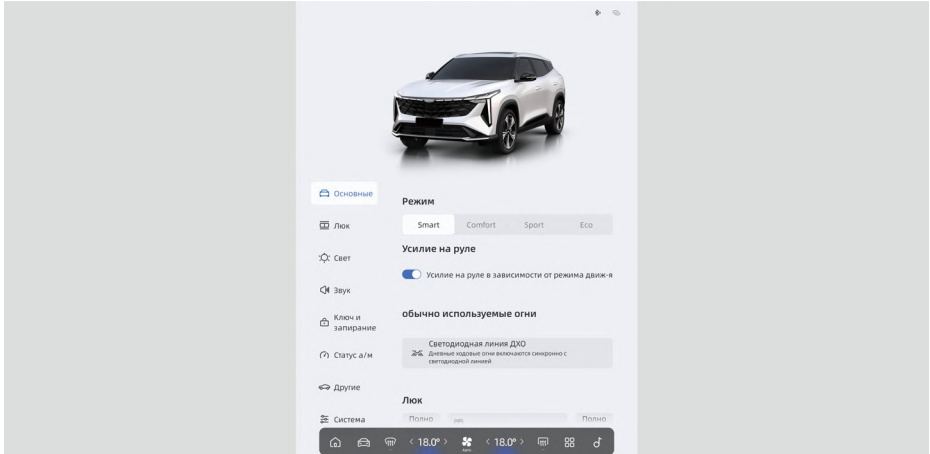 Основные
Люк
Свет
Звук
Ключ и
запирание
Статус а/м
Другие
Система
Режим
Smart Comfort Sport Eco
Усилие на руле
Усилие на руле в зависимости от режима движ-я
обычно используемые огни
Светодиодная линия ДХО
Дневные ходовые огни включаются синхронно с
светодиодной линией
Люк
Полно Полно
< 18.0° > < 18.0° >